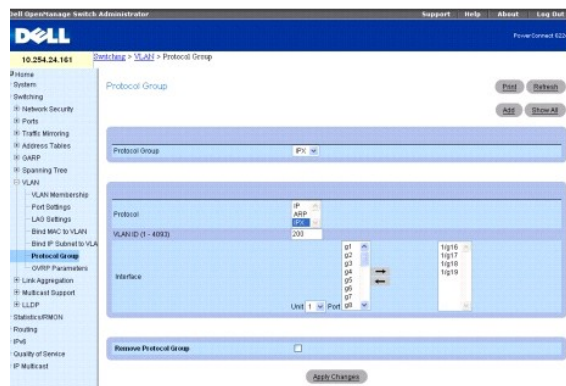 Dell OpenManage Switch Administrator
Support Help About Log Out
DELL
PowerConnect 622
10.254.24.161
Switching > VLAN > Protocol Group
Home
System
Switching
Network Security
Ports
Traffic Mirroring
Address Tables
GARP
Spanning Tree
VLAN
VLAN Membership
Port Settings
LAG Settings
Bind MAC to VLAN
Bind IP Subnet to VLA
Protocol Group
GVRP Parameters
Link Aggregation
Multicast Support
LLDP
Statistics/RMON
Routing
IPv6
Quality of Service
IP Multicast
Protocol Group
Print Refresh
Add Show All
Protocol Group IPX
Protocol
IP
ARP
IPX
VLAN ID (1 - 4093) 200
Interface
Unit 1 Port
g1
g2
g3
g4
g5
g6
g7
g8
1/g16
1/g17
1/g18
1/g19
Remove Protocol Group
Apply Changes